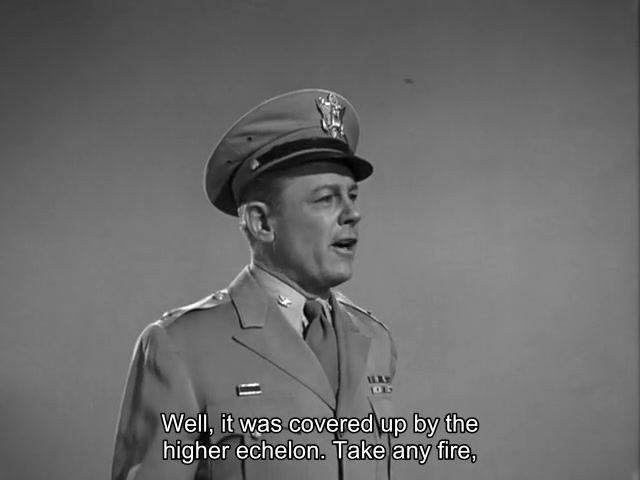 Well, it was covered up by the
higher echelon. Take any fire,